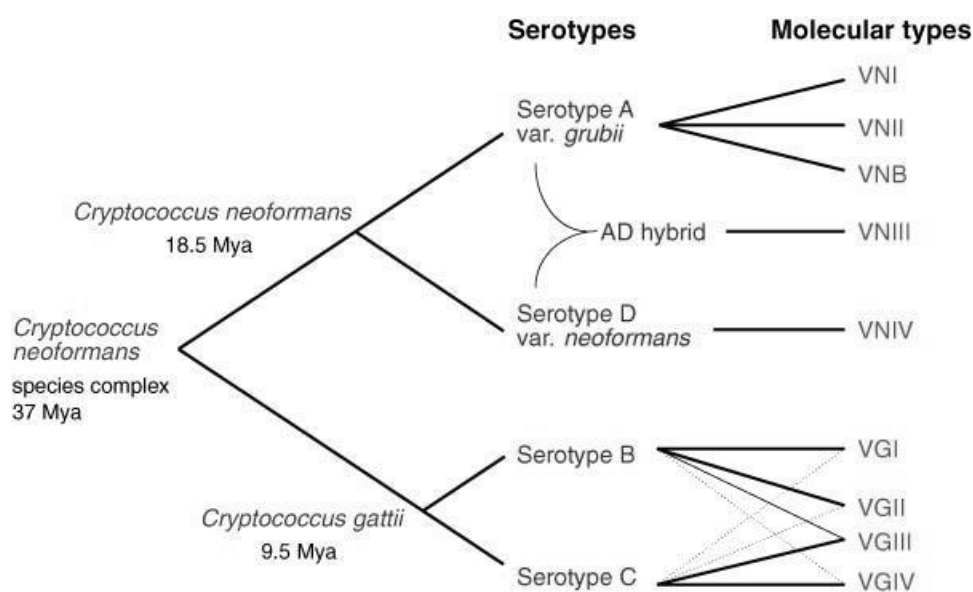 Serotypes
Molecular types
Serotype A
var. grubii
VNI
VNII
VNB
Cryptococcus neoformans
18.5 Mya
AD hybrid
VNIII
Cryptococcus
neoformans
species complex
37 Mya
Serotype D
var. neoformans
VNIV
Cryptococcus gattii
9.5 Mya
Serotype B
Serotype C
VGI
VGII
VGIII
VGIV